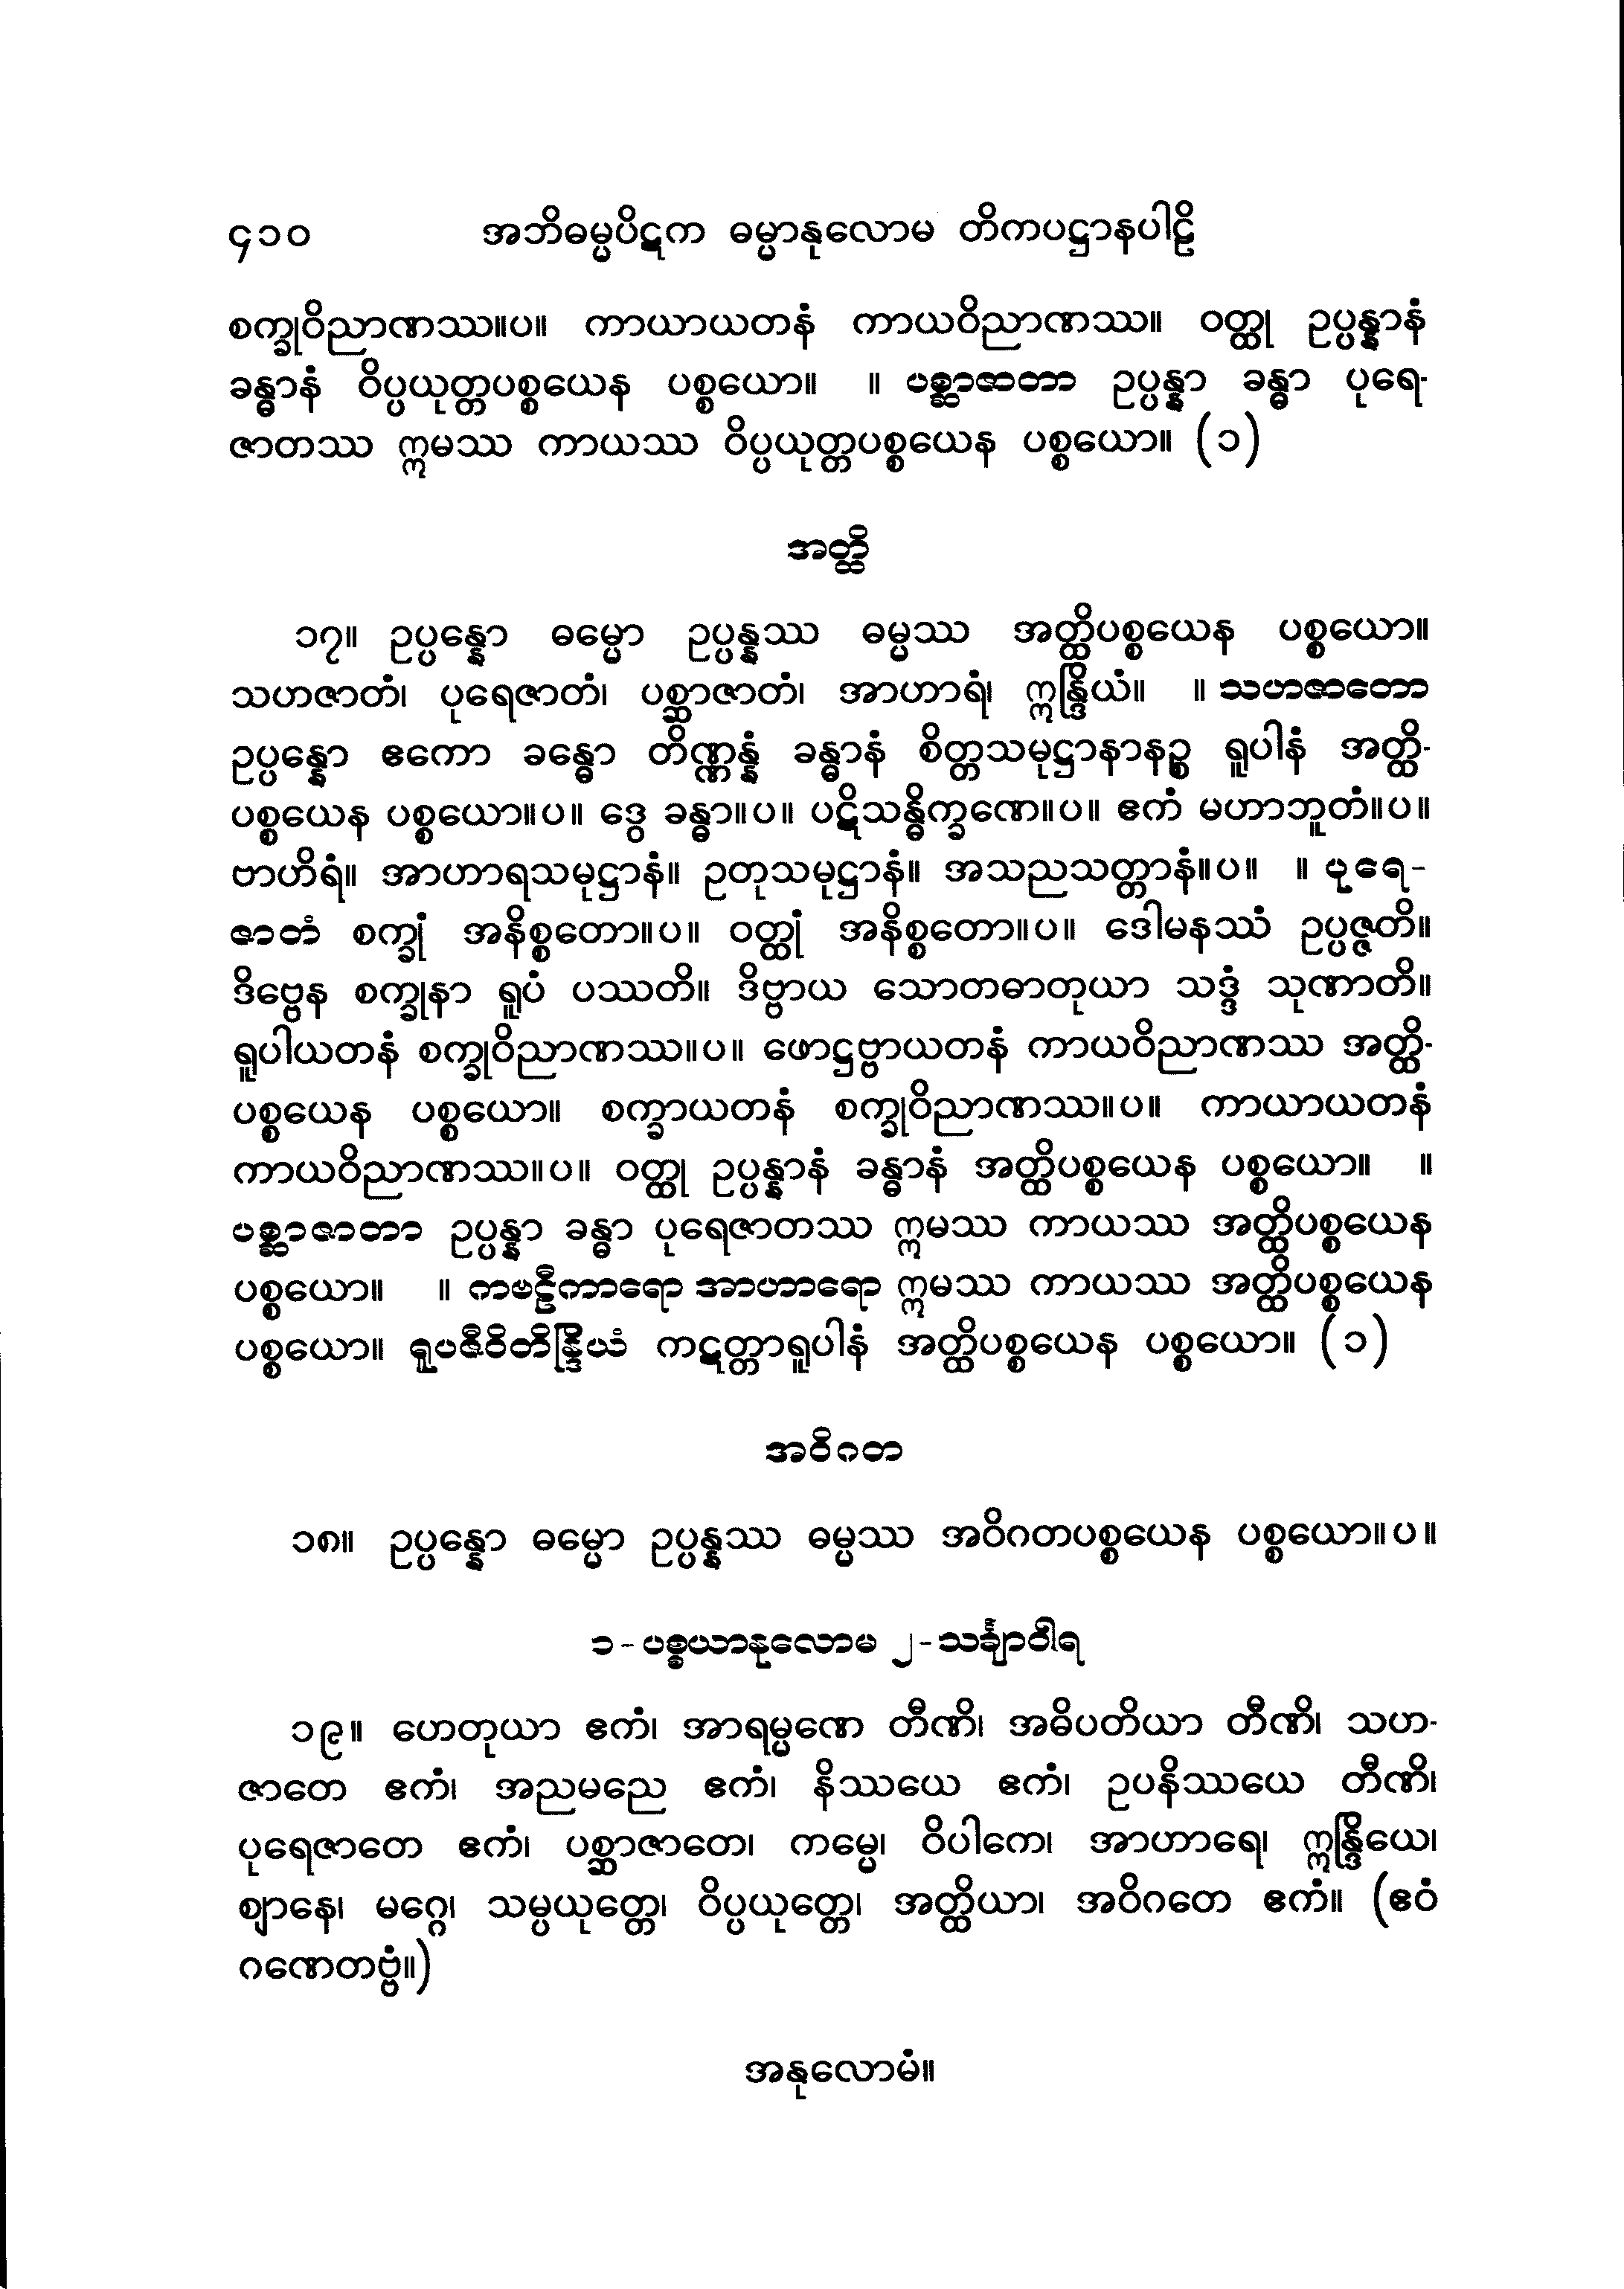 ၄၁၀ အဘိဓမ္မပိဋက ဓမ္မာနုလောမ တိကပဋ္ဌာနပါဠိ
စက္ခုဝိညာဏဿ။ပ။ ကာယာယတနံ ကာယဝိညာဏဿ။ ဝတ္ထု ဥပ္ပန္နာနံ
ခန္ဓာနံ ဝိပ္ပယုတ္တပစ္စယေန ပစ္စယော။ ။ ပစ္ဆာဇာတာ ဥပ္ပန္နာ ခန္ဓာ ပုရေ-
ဇာတဿ ဣမဿ ကာယဿ ဝိပ္ပယုတ္တပစ္စယေန ပစ္စယော။ (၁)
အတ္ထိ
၁၇။ ဥပ္ပန္နော ဓမ္မော ဥပ္ပန္နဿ ဓမ္မဿ အတ္ထိပစ္စယေန ပစ္စယော။
သဟဇာတံ၊ ပုရေဇာတံ၊ ပစ္ဆာဇာတံ၊ အာဟာရံ၊ ဣန္ဒြိယံ။ ။ သဟဇာတော
ဥပ္ပန္နော ဧကော ခန္ဓော တိဏ္ဏန္နံ ခန္ဓာနံ စိတ္တသမုဋ္ဌာနာနဉ္စ ရူပါနံ အတ္ထိ-
ပစ္စယေန ပစ္စယော။ပ။ ဒွေ ခန္ဓာ။ပ။ ပဋိသန္ဓိက္ခဏေ။ပ။ ဧကံ မဟာဘူတံ။ပ။
ဗာဟိရံ။ အာဟာရသမုဋ္ဌာနံ။ ဥတုသမုဋ္ဌာနံ။ အသညသတ္တာနံ။ပ။ ။ ပုရေ-
ဇာတံ စက္ခုံ အနိစ္စတော။ပ။ ဝတ္ထုံ အနိစ္စတော။ပ။ ဒေါမနဿံ ဥပ္ပဇ္ဇတိ။
ဒိဗ္ဗေန စက္ခုနာ ရူပံ ပဿတိ။ ဒိဗ္ဗာယ သောတဓာတုယာ သဒ္ဒံ သုဏာတိ။
ရူပါယတနံ စက္ခုဝိညာဏဿ။ပ။ ဖောဋ္ဌဗ္ဗာယတနံ ကာယဝိညာဏဿ အတ္ထိ-
ပစ္စယေန ပစ္စယော။ စက္ခာယတနံ စက္ခုဝိညာဏဿ။ပ။ ကာယာယတနံ
ကာယဝိညာဏဿ။ပ။ ဝတ္ထု ဥပ္ပန္နာနံ ခန္ဓာနံ အတ္ထိပစ္စယေန ပစ္စယော။ ။
ပစ္ဆာဇာတာ ဥပ္ပန္နာ ခန္ဓာ ပုရေဇာတဿ ဣမဿ ကာယဿ အတ္ထိပစ္စယေန
ပစ္စယော။ ။ ကဗဠီကာရော အာဟာရော ဣမဿ ကာယဿ အတ္ထိပစ္စယေန
ပစ္စယော။ ရူပဇီဝိတိန္ဒြိယံ ကဋတ္တာရူပါနံ အတ္ထိပစ္စယေန ပစ္စယော။ (၁)
အဝိဂတ
၁၈။ ဥပ္ပန္နော ဓမ္မော ဥပ္ပန္နဿ ဓမ္မဿ အဝိဂတပစ္စယေန ပစ္စယော။ပ။
၁-ပစ္စယာနုလောမ ၂-သင်္ချာဝါရ
၁၉။ ဟေတုယာ ဧကံ၊ အာရမ္မဏေ တီဏိ၊ အဓိပတိယာ တီဏိ၊ သဟ-
ဇာတေ ဧကံ၊ အညမညေ ဧကံ၊ နိဿယေ ဧကံ၊ ဥပနိဿယေ တီဏိ၊
ပုရေဇာတေ ဧကံ၊ ပစ္ဆာဇာတေ၊ ကမ္မေ၊ ဝိပါကေ၊ အာဟာရေ၊ ဣန္ဒြိယေ၊
ဈာနေ၊ မဂ္ဂေ၊ သမ္ပယုတ္တေ၊ ဝိပ္ပယုတ္တေ၊ အတ္ထိယာ၊ အဝိဂတေ ဧကံ။ (ဧဝံ
ဂဏေတဗ္ဗံ။)
အနုလောမံ။